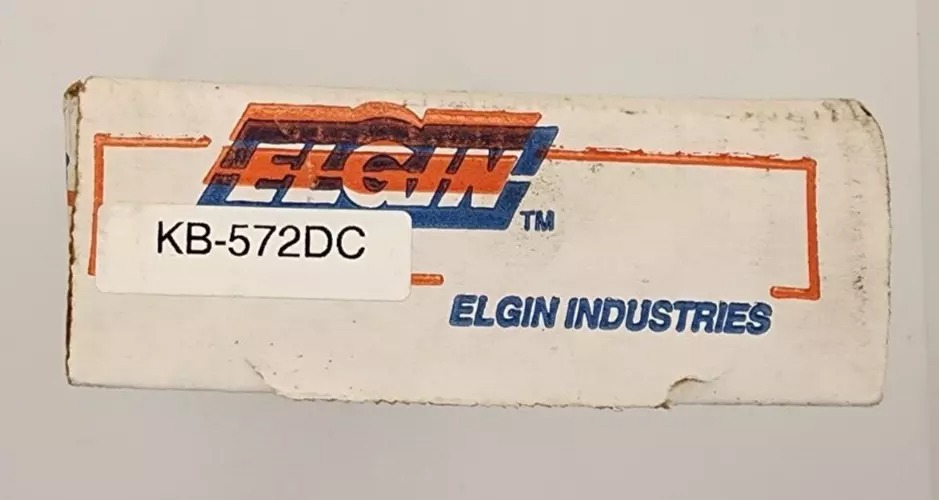 ELGIN
TM
KB-572DC
ELGIN INDUSTRIES